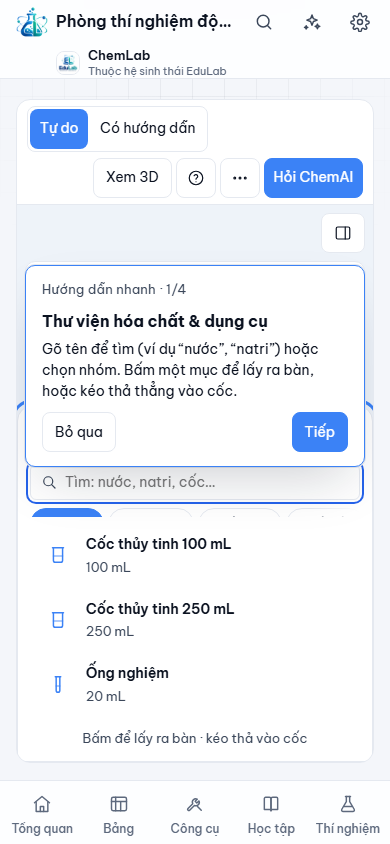 Phòng thí nghiệm độ...
ChemLab
Thuộc hệ sinh thái EduLab
Tự do
Có hướng dẫn
Xem 3D
Hỏi ChemAI
Hướng dẫn nhanh · 1/4
Thư viện hóa chất & dụng cụ
Gõ tên để tìm (ví dụ “nước”, “natri”) hoặc
chọn nhóm. Bấm một mục để lấy ra bàn,
hoặc kéo thả thẳng vào cốc.
Bỏ qua
Tiếp
Tìm: nước, natri, cốc...
Cốc thủy tinh 100 mL
100 mL
Cốc thủy tinh 250 mL
250 mL
Ống nghiệm
20 mL
Bấm để lấy ra bàn · kéo thả vào cốc
Tổng quan
Bảng
Công cụ
Học tập
Thí nghiệm